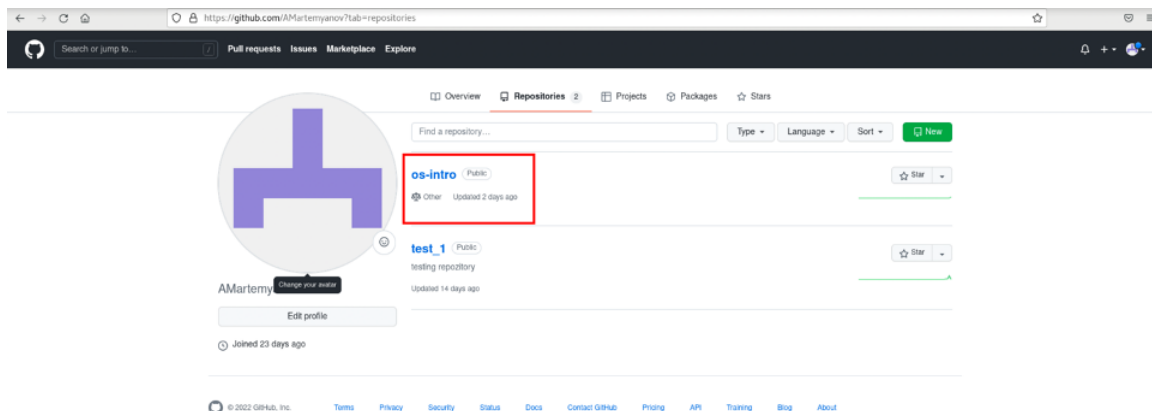 https://github.com/AMartemyanov?tab=repositories
Search or jump to... / Pull requests Issues Marketplace Explore
Overview Repositories 2 Projects Packages Stars
Find a repository... Type Language Sort New
os-intro Public Star
Other Updated 2 days ago
test_1 Public Star
testing repozitory
Updated 14 days ago
AMartemy
Change your avatar
Edit profile
Joined 23 days ago
© 2022 GitHub, Inc. Terms Privacy Security Status Docs Contact GitHub Pricing API Training Blog About